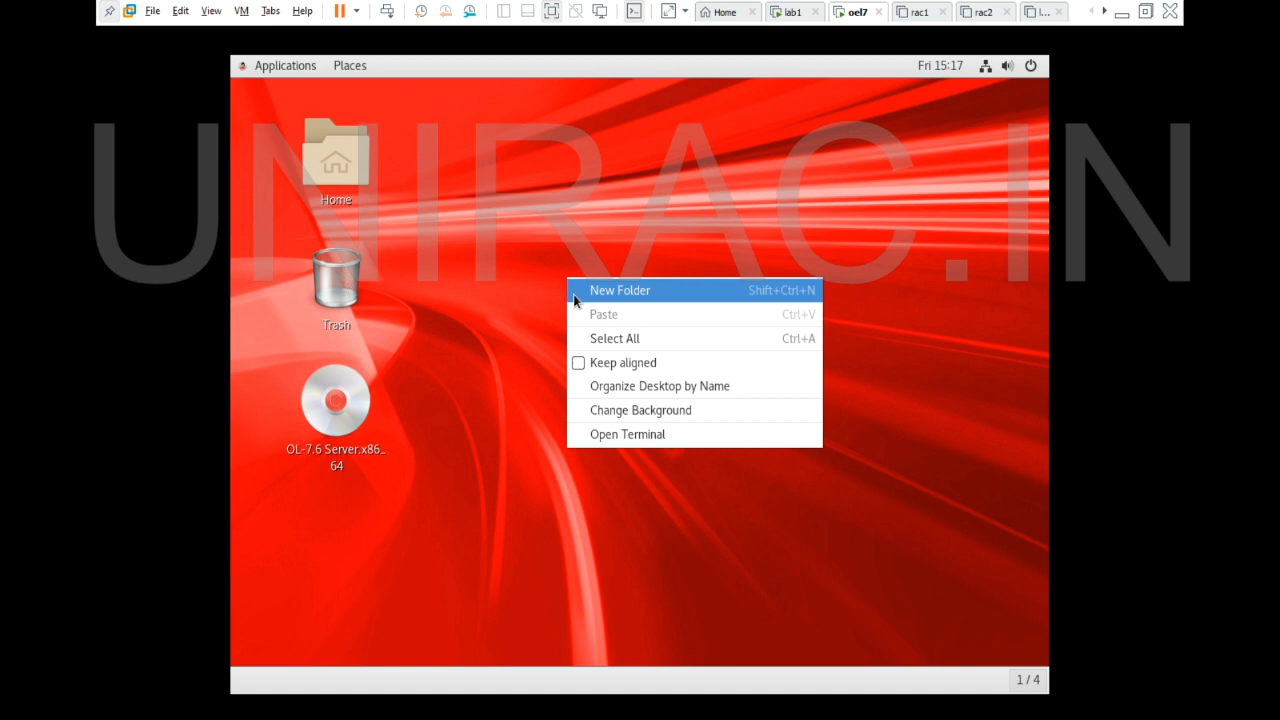 File Edit View VM Tabs Help Home lab1 oel7 rac1 rac2 l...
Applications Places Fri 15:17
UNIRAC.IN
Home
Trash
OL-7.6 Server.x86_
64
New Folder Shift+Ctrl+N
Paste Ctrl+V
Select All Ctrl+A
Keep aligned
Organize Desktop by Name
Change Background
Open Terminal
1 / 4